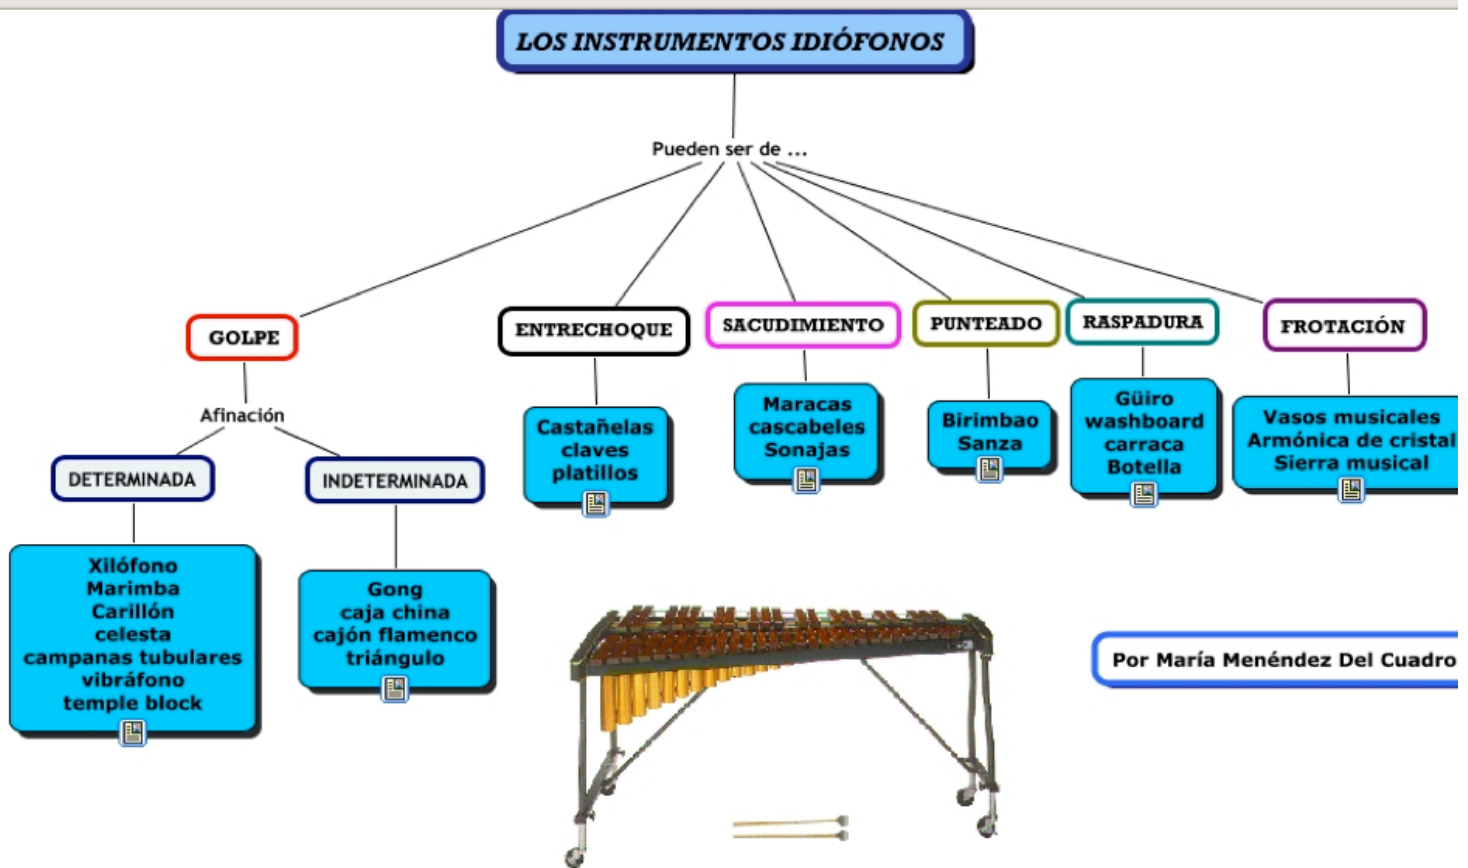 LOS INSTRUMENTOS IDIÓFONOS
Pueden ser de ...
GOLPE
ENTRECHOQUE
SACUDIMIENTO
PUNTEADO
RASPADURA
FROTACIÓN
Afinación
DETERMINADA
INDETERMINADA
Xilófono
Marimba
Carillón
celesta
campanas tubulares
vibráfono
temple block
Gong
caja china
cajón flamenco
triángulo
Castañelas
claves
platillos
Maracas
cascabeles
Sonajas
Birimbao
Sanza
Güiro
washboard
carraca
Botella
Vasos musicales
Armónica de cristal
Sierra musical
Por María Menéndez Del Cuadro